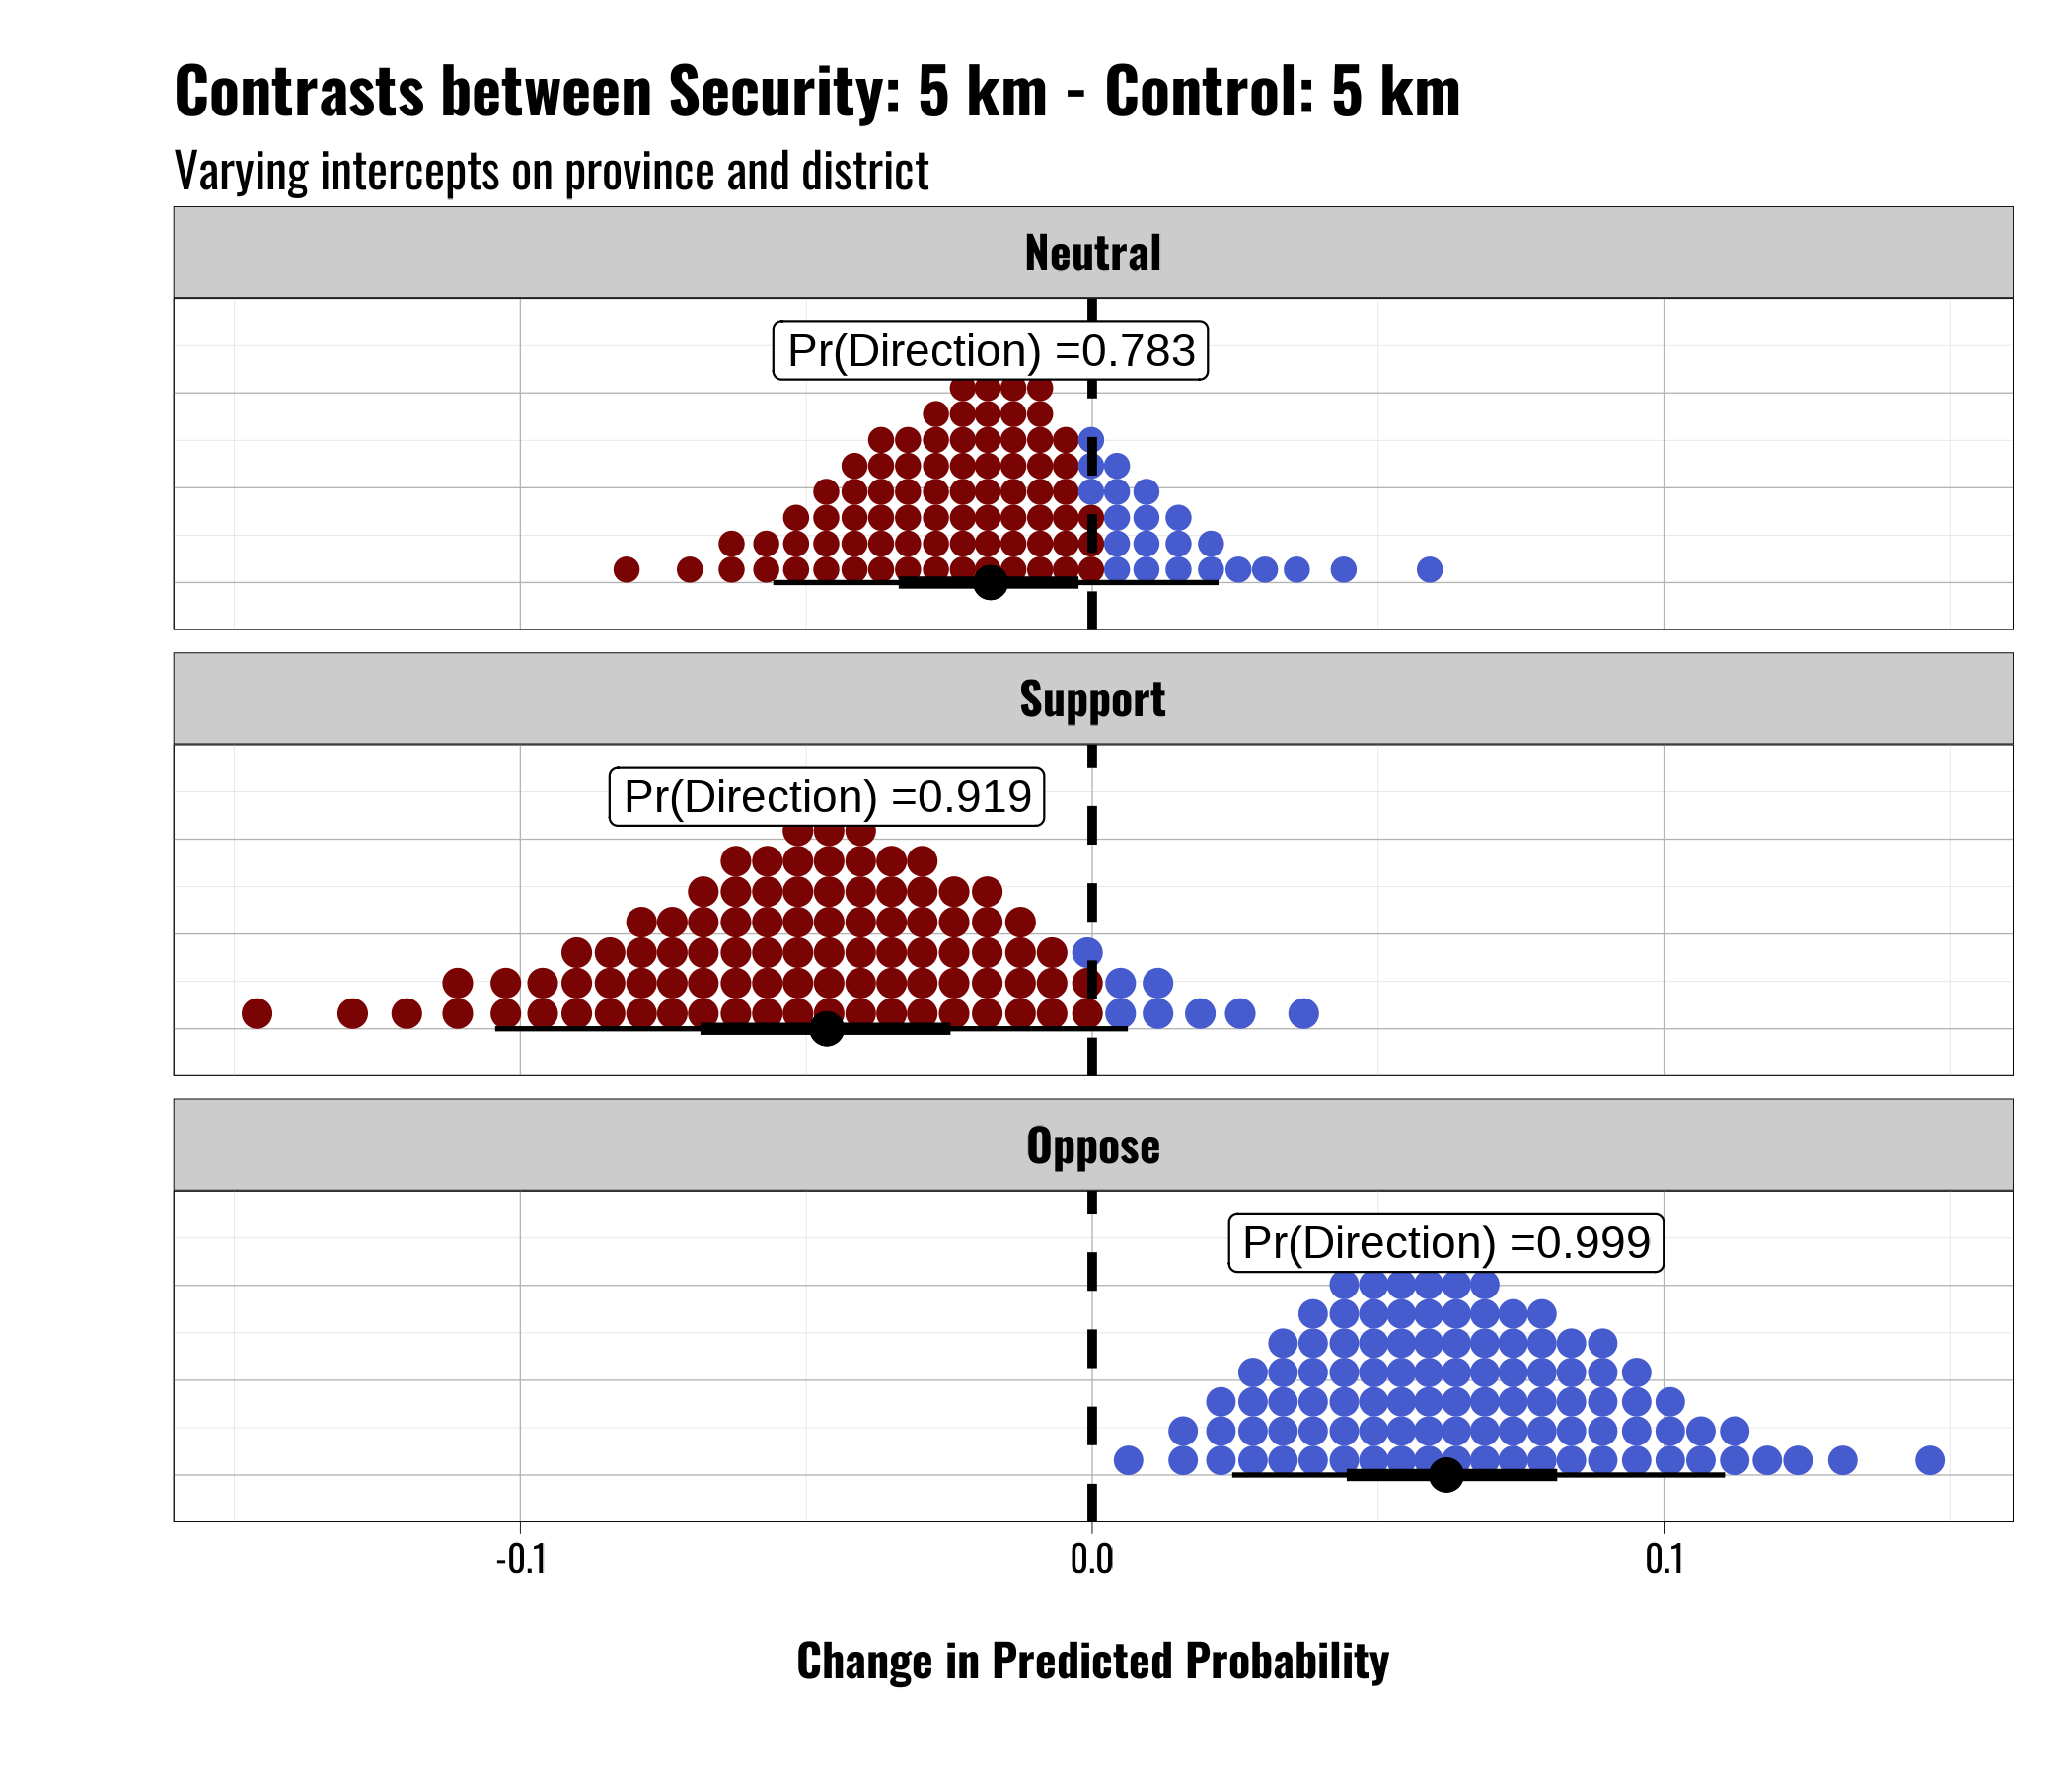 Contrasts between Security: 5 km - Control: 5 km
Varying intercepts on province and district
Neutral
Pr(Direction) =0.783
Support
Pr(Direction) =0.919
Oppose
Pr(Direction) =0.999
-0.1 0.0 0.1
Change in Predicted Probability